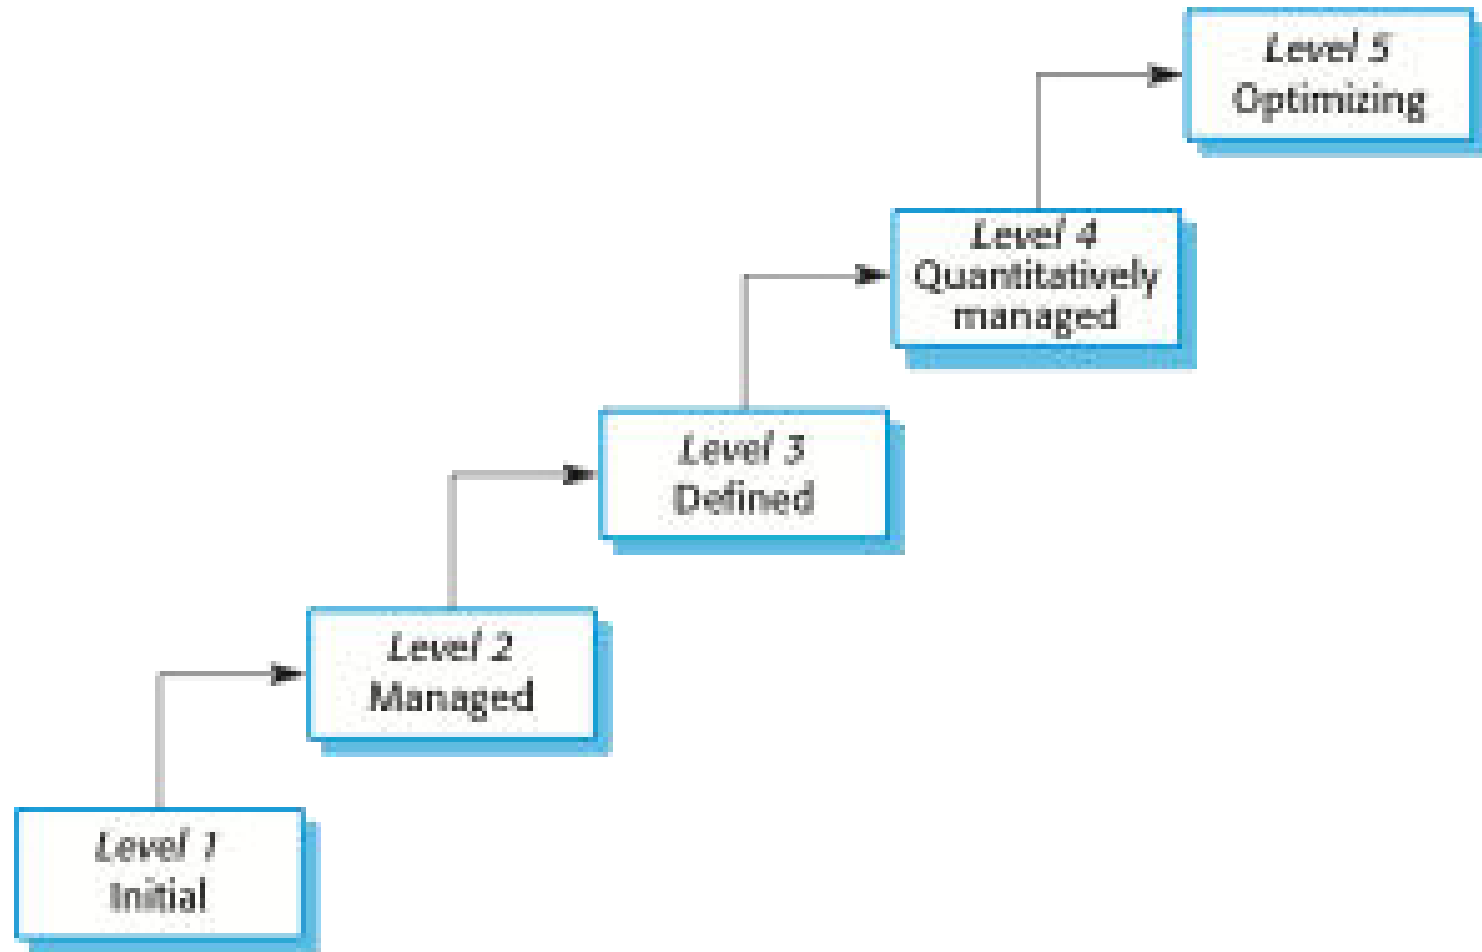 Level 5
Optimizing
Level 4
Quantitatively
managed
Level 3
Defined
Level 2
Managed
Level 1
Initial